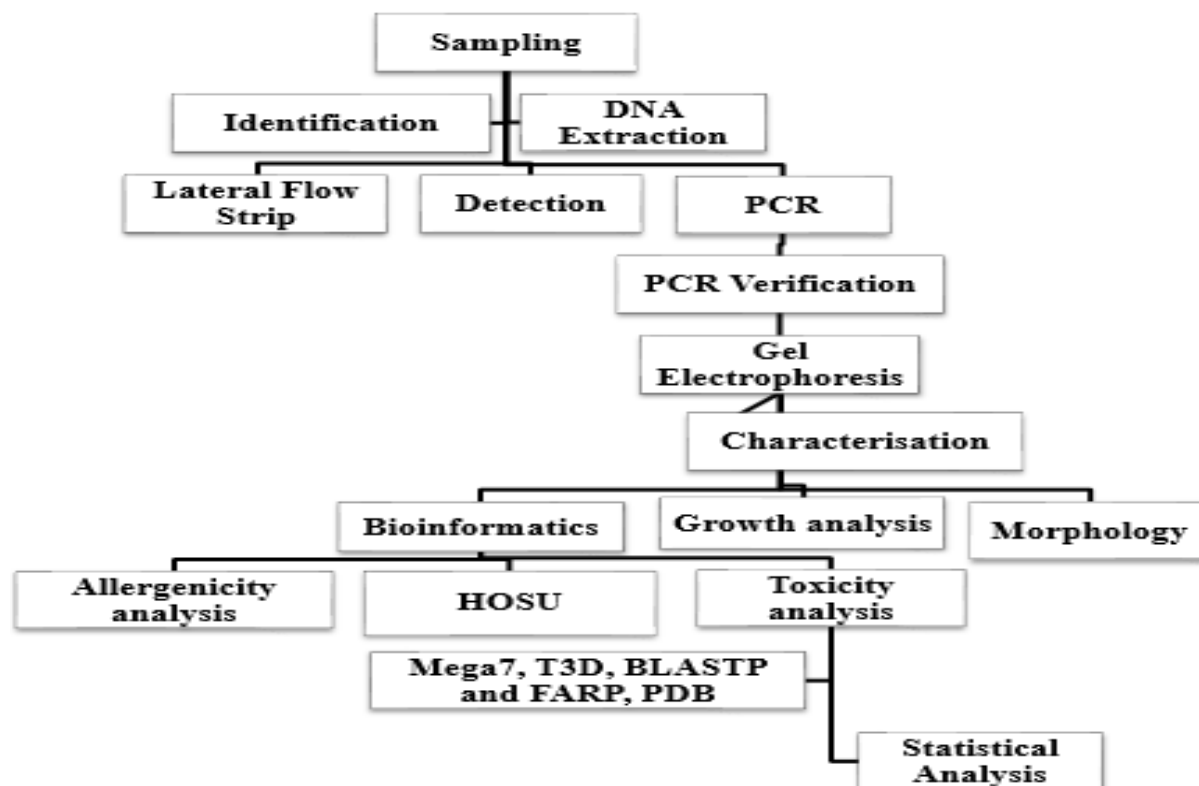 Sampling
Identification
DNA
Extraction
Lateral Flow
Strip
Detection
PCR
PCR Verification
Gel
Electrophoresis
Characterisation
Bioinformatics
Growth analysis
Morphology
Allergenicity
analysis
HOSU
Toxicity
analysis
Mega7, T3D, BLASTP
and FARP, PDB
Statistical
Analysis